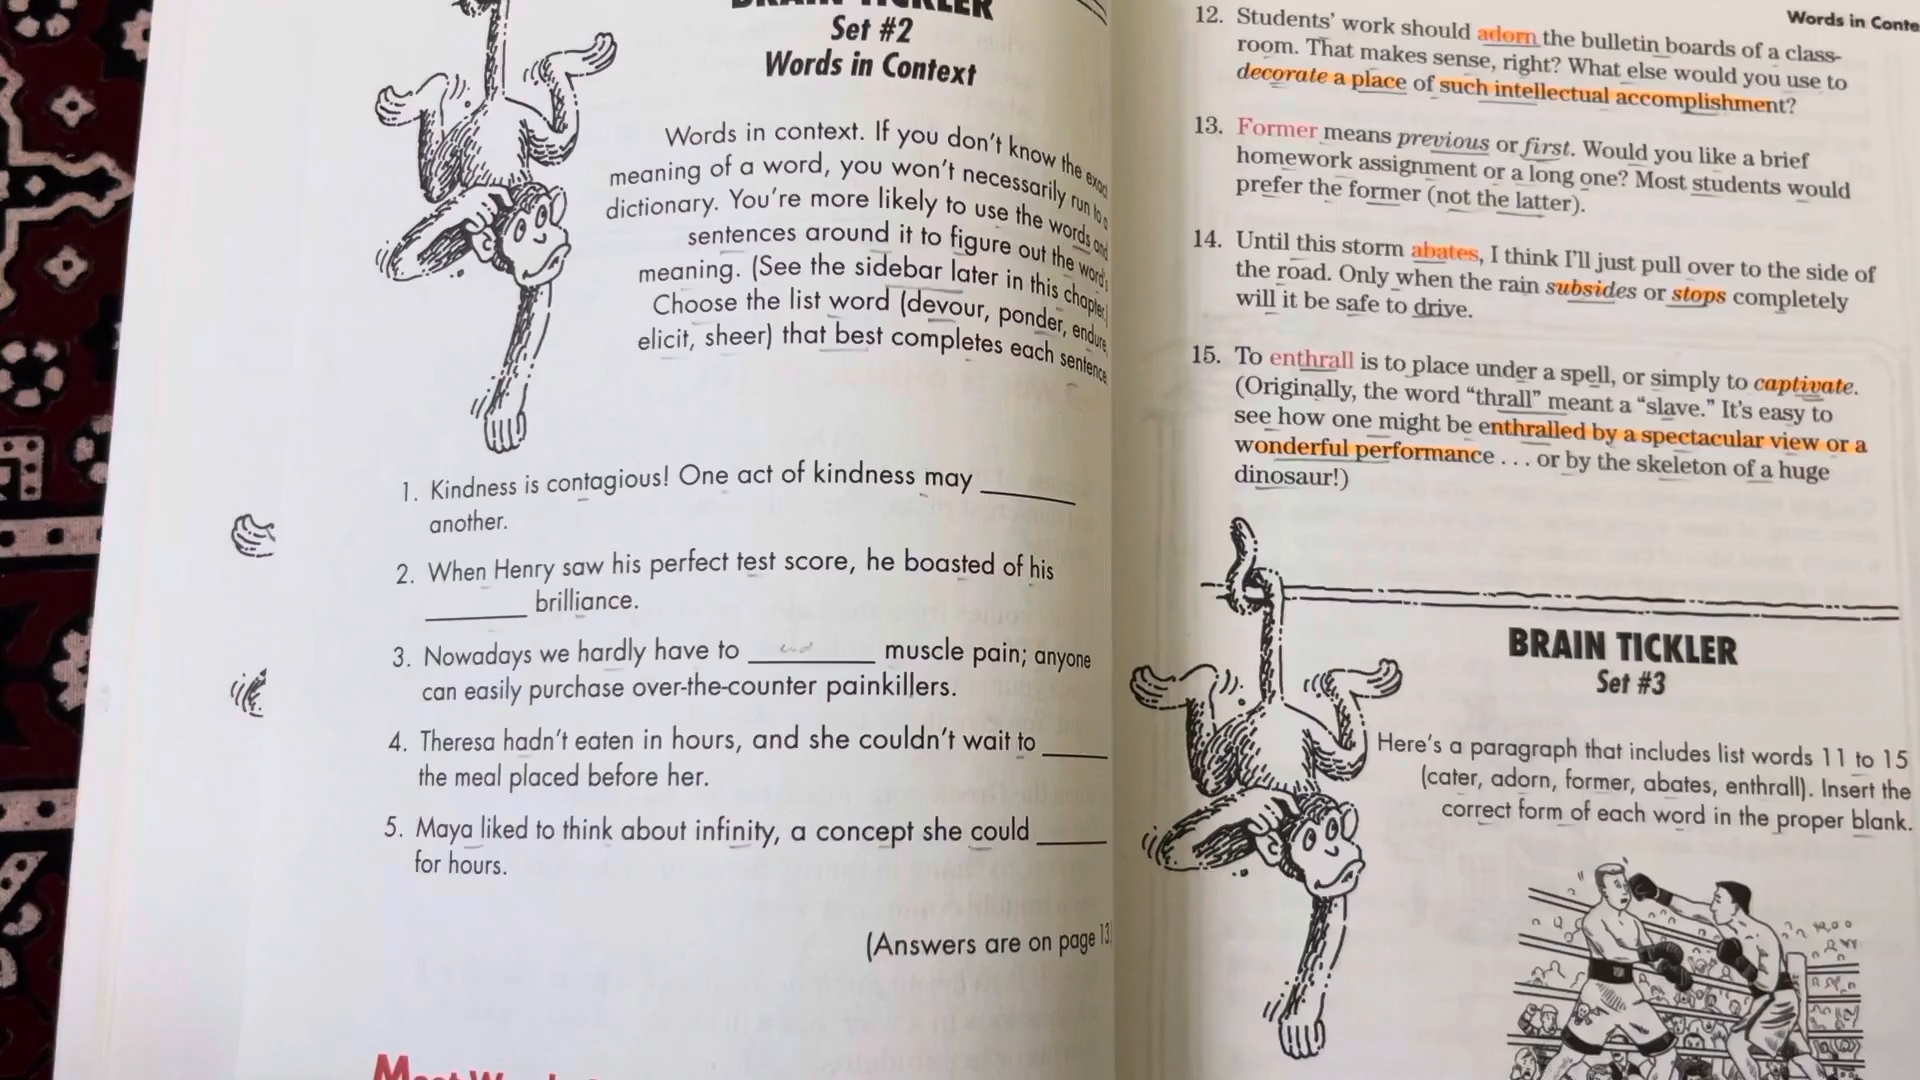 BRAIN TICKLER
Set #2
Words in Context
Words in context. If you don't know the exact
meaning of a word, you won't necessarily run to a
dictionary. You're more likely to use the words and
sentences around it to figure out the word's
meaning. (See the sidebar later in this chapter.)
Choose the list word (devour, ponder, endure,
elicit, sheer) that best completes each sentence.
1. Kindness is contagious! One act of kindness may ______
another.
2. When Henry saw his perfect test score, he boasted of his
______ brilliance.
3. Nowadays we hardly have to ______ muscle pain; anyone
can easily purchase over-the-counter painkillers.
4. Theresa hadn't eaten in hours, and she couldn't wait to ____
the meal placed before her.
5. Maya liked to think about infinity, a concept she could ____
for hours.
(Answers are on page
Words in Conte
12. Students' work should adorn the bulletin boards of a class-
room. That makes sense, right? What else would you use to
decorate a place of such intellectual accomplishment?
13. Former means previous or first. Would you like a brief
homework assignment or a long one? Most students would
prefer the former (not the latter).
14. Until this storm abates, I think I'll just pull over to the side of
the road. Only when the rain subsides or stops completely
will it be safe to drive.
15. To enthrall is to place under a spell, or simply to captivate.
(Originally, the word "thrall" meant a "slave." It's easy to
see how one might be enthralled by a spectacular view or a
wonderful performance . . . or by the skeleton of a huge
dinosaur!)
BRAIN TICKLER
Set #3
Here's a paragraph that includes list words 11 to 15
(cater, adorn, former, abates, enthrall). Insert the
correct form of each word in the proper blank.